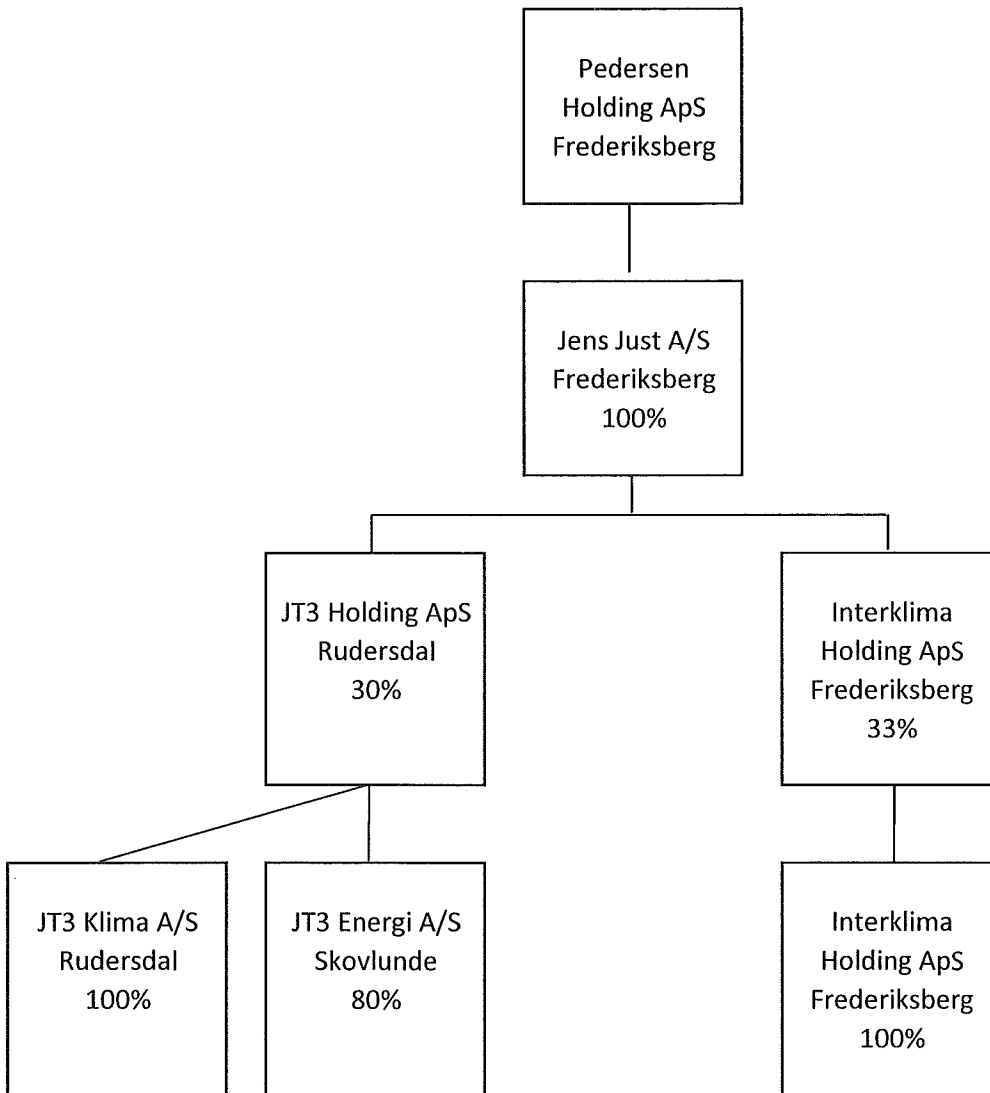 Pedersen
Holding ApS
Frederiksberg
Jens Just A/S
Frederiksberg
100%
JT3 Holding ApS
Rudersdal
30%
Interklima
Holding ApS
Frederiksberg
33%
JT3 Klima A/S
Rudersdal
100%
JT3 Energi A/S
Skovlunde
80%
Interklima
Holding ApS
Frederiksberg
100%